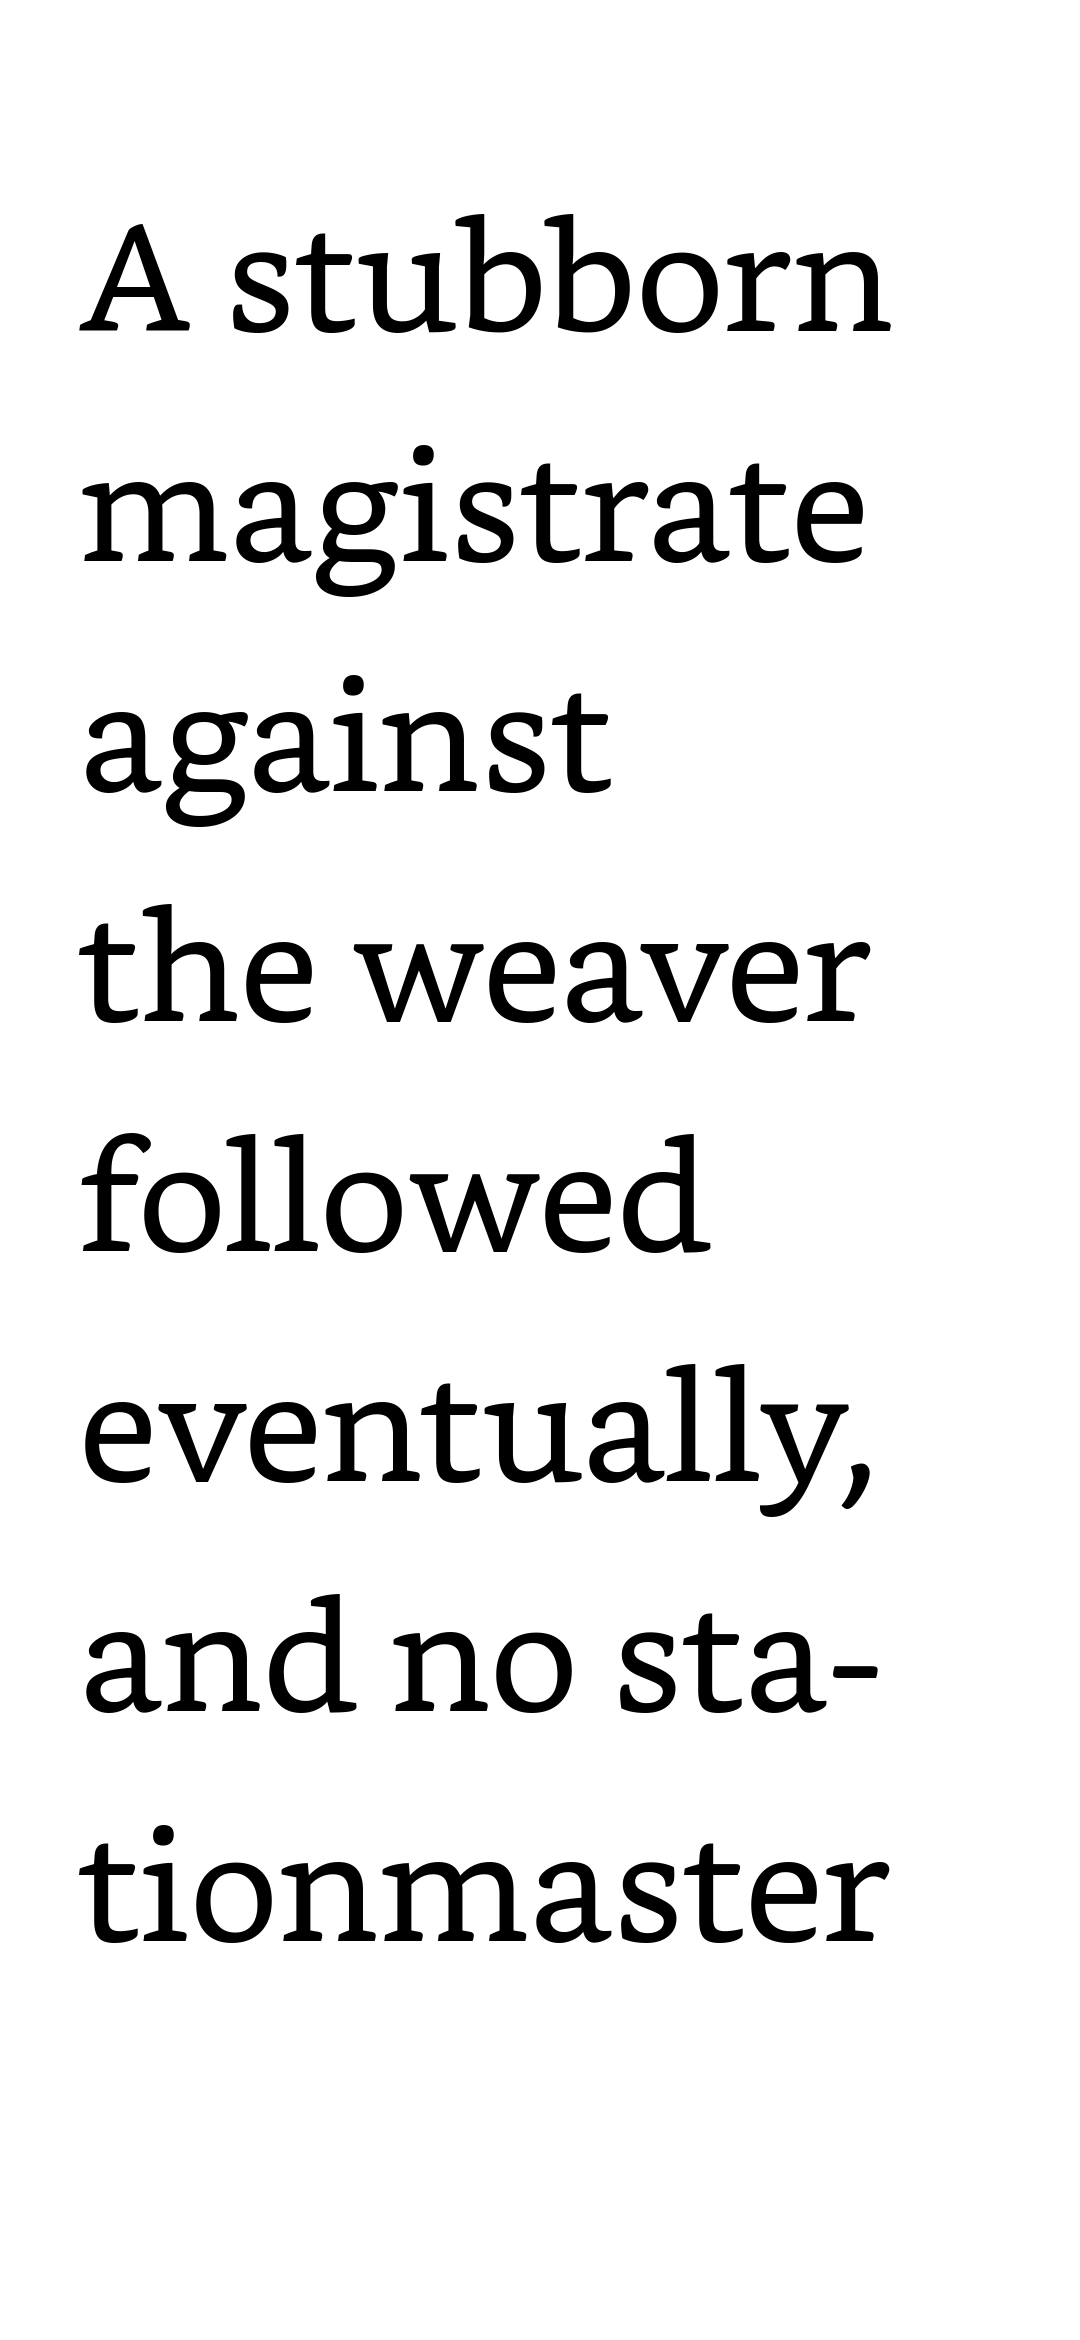 A stubborn
magistrate
against
the weaver
followed
eventually,
and no sta-
tionmaster